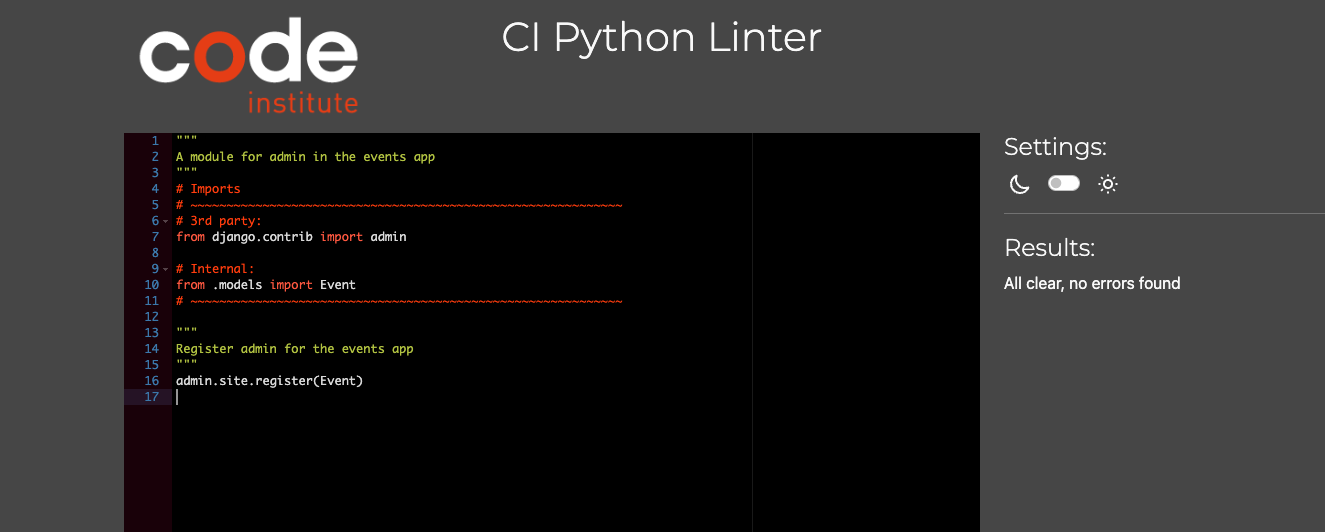 code
institute
CI Python Linter
1 """
2 A module for admin in the events app
3 """
4 # Imports
5 # ~~~~~~~~~~~~~~~~~~~~~~~~~~~~~~~~~~~~~~~~~~~~~~~~~~~~~~~~~~~~
6 # 3rd party:
7 from django.contrib import admin
8
9 # Internal:
10 from .models import Event
11 # ~~~~~~~~~~~~~~~~~~~~~~~~~~~~~~~~~~~~~~~~~~~~~~~~~~~~~~~~~~~~
12
13 """
14 Register admin for the events app
15 """
16 admin.site.register(Event)
17
Settings:
Results:
All clear, no errors found